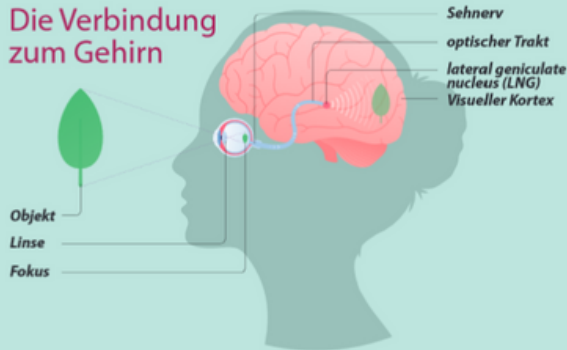 Die Verbindung
zum Gehirn
Sehnerv
optischer Trakt
lateral geniculate
nucleus (LNG)
Visueller Kortex
Objekt
Linse
Fokus